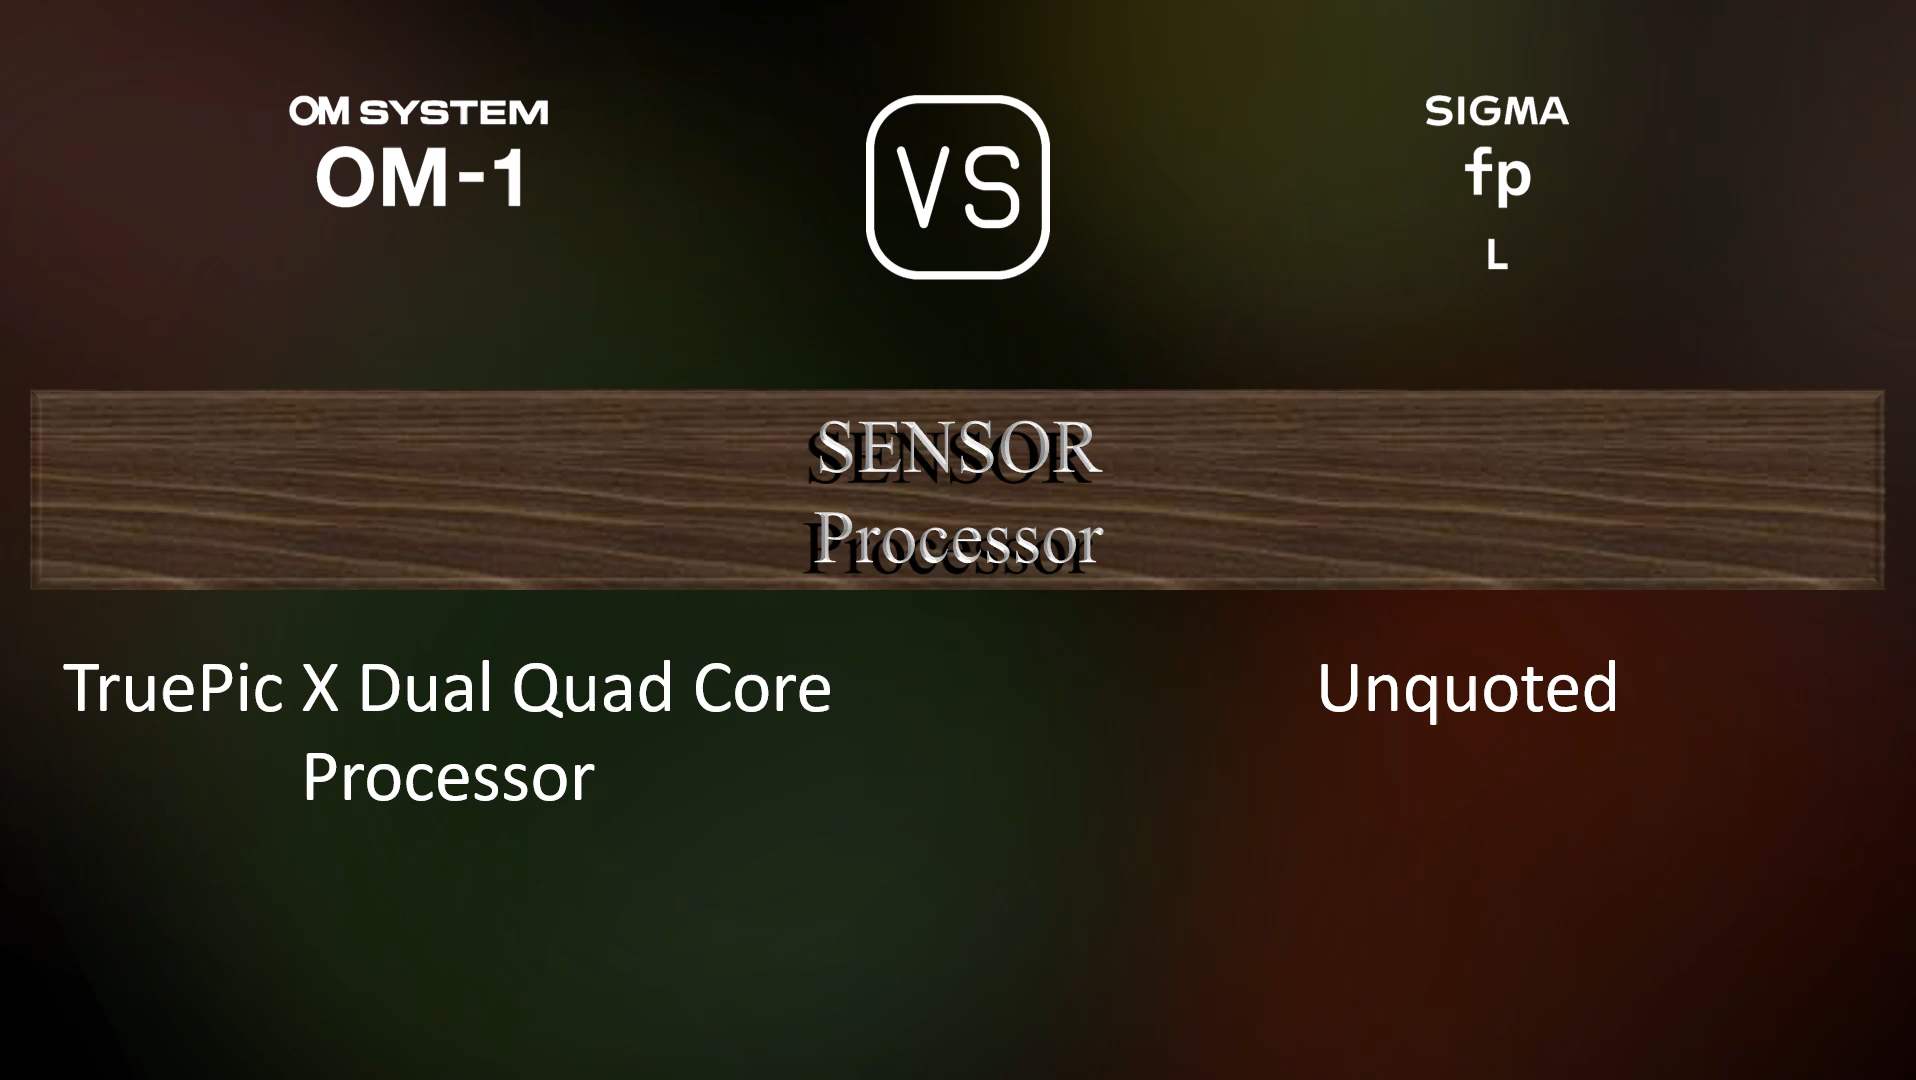 OM SYSTEM
OM-1
VS
SIGMA
fp
L
SENSOR
Processor
TruePic X Dual Quad Core
Processor
Unquoted